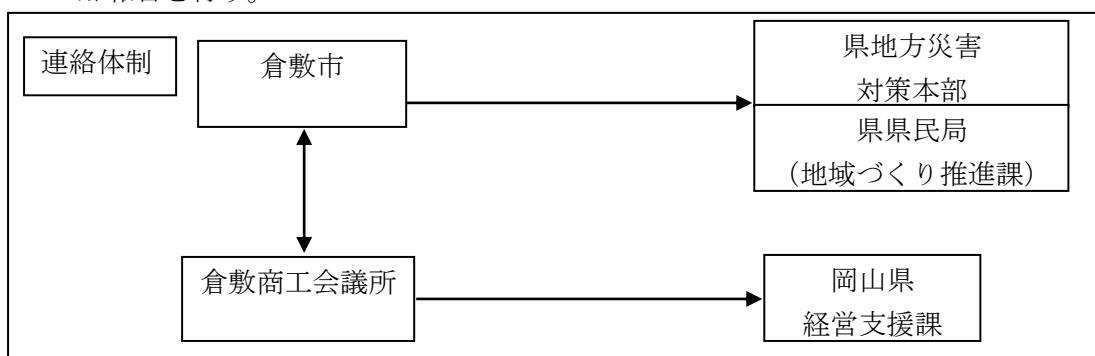 連絡体制
倉敷市
県地方災害
対策本部
県県民局
（地域づくり推進課）
倉敷商工会議所
岡山県
経営支援課